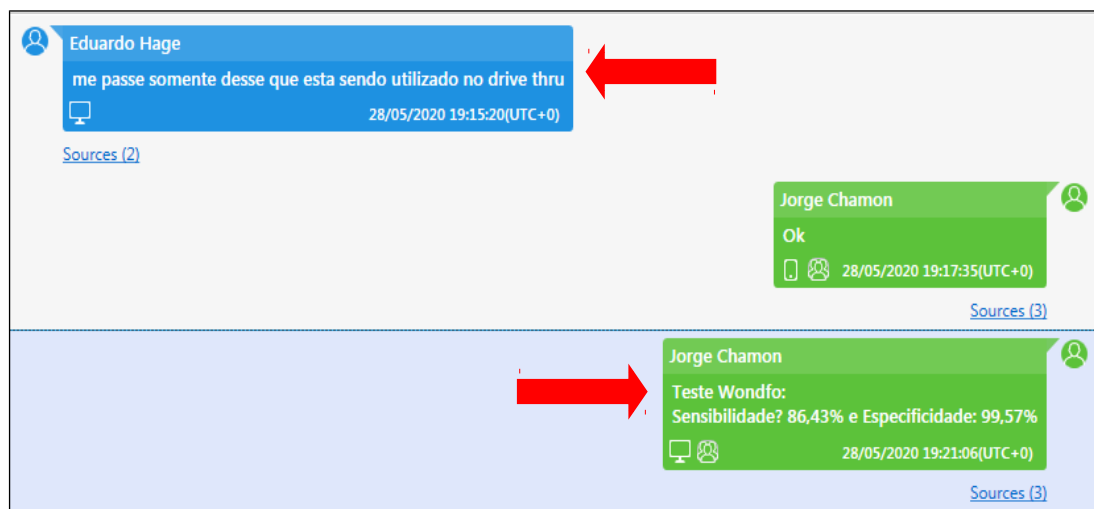 Eduardo Hage
me passe somente desse que esta sendo utilizado no drive thru
28/05/2020 19:15:20(UTC+0)
Sources (2)
Jorge Chamon
Ok
28/05/2020 19:17:35(UTC+0)
Sources (3)
Jorge Chamon
Teste Wondfo:
Sensibilidade? 86,43% e Especificidade: 99,57%
28/05/2020 19:21:06(UTC+0)
Sources (3)